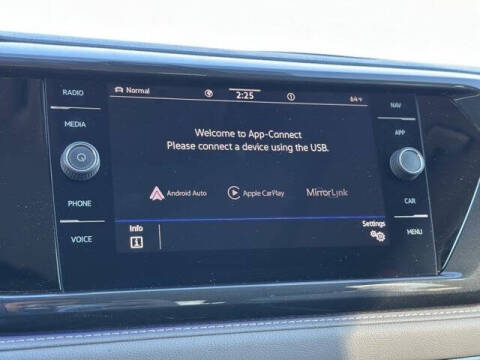 RADIO
MEDIA
PHONE
VOICE
Normal
2:25
64°F
Welcome to App-Connect
Please connect a device using the USB.
Android Auto
Apple CarPlay
MirrorLink
Info
Settings
NAV
APP
CAR
MENU